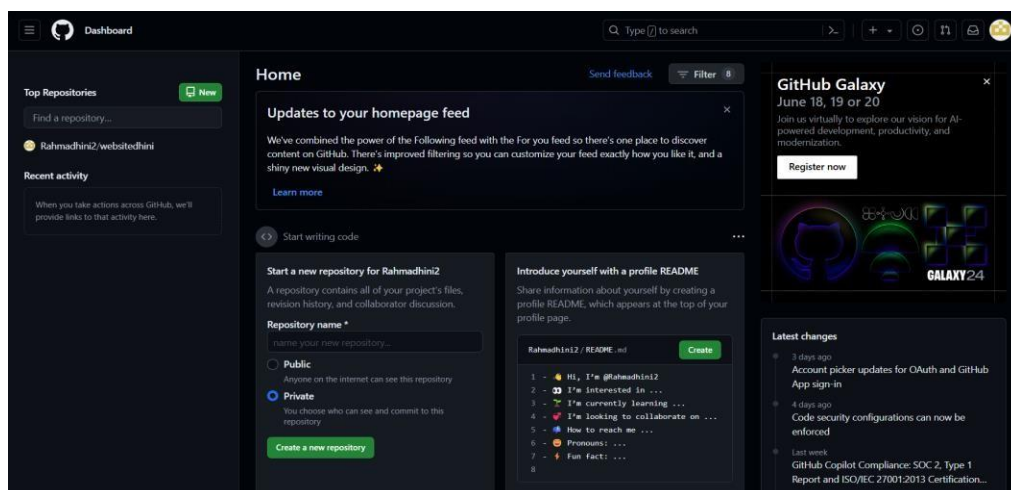 Dashboard
Type / to search
Top Repositories
New
Find a repository...
Rahmadhini2/websitedhini
Recent activity
When you take actions across GitHub, we'll
provide links to that activity here.
Home
Send feedback
Filter 8
Updates to your homepage feed
We've combined the power of the Following feed with the For you feed so there's one place to discover
content on GitHub. There's improved filtering so you can customize your feed exactly how you like it, and a
shiny new visual design. ✨
Learn more
Start writing code
Start a new repository for Rahmadhini2
A repository contains all of your project's files,
revision history, and collaborator discussion.
Repository name *
name your new repository...
Public
Anyone on the internet can see this repository
Private
You choose who can see and commit to this
repository
Create a new repository
Introduce yourself with a profile README
Share information about yourself by creating a
profile README, which appears at the top of your
profile page.
Rahmadhini2 / README.md
Create
1 - 👋 Hi, I'm @Rahmadhini2
2 - 👀 I'm interested in ...
3 - 🌱 I'm currently learning ...
4 - 💞️ I'm looking to collaborate on ...
5 - 📫 How to reach me ...
6 - 😄 Pronouns: ...
7 - ⚡ Fun fact: ...
8
GitHub Galaxy
June 18, 19 or 20
Join us virtually to explore our vision for AI-
powered development, productivity, and
modernization.
Register now
GALAXY24
Latest changes
3 days ago
Account picker updates for OAuth and GitHub
App sign-in
4 days ago
Code security configurations can now be
enforced
Last week
GitHub Copilot Compliance: SOC 2, Type 1
Report and ISO/IEC 27001:2013 Certification...